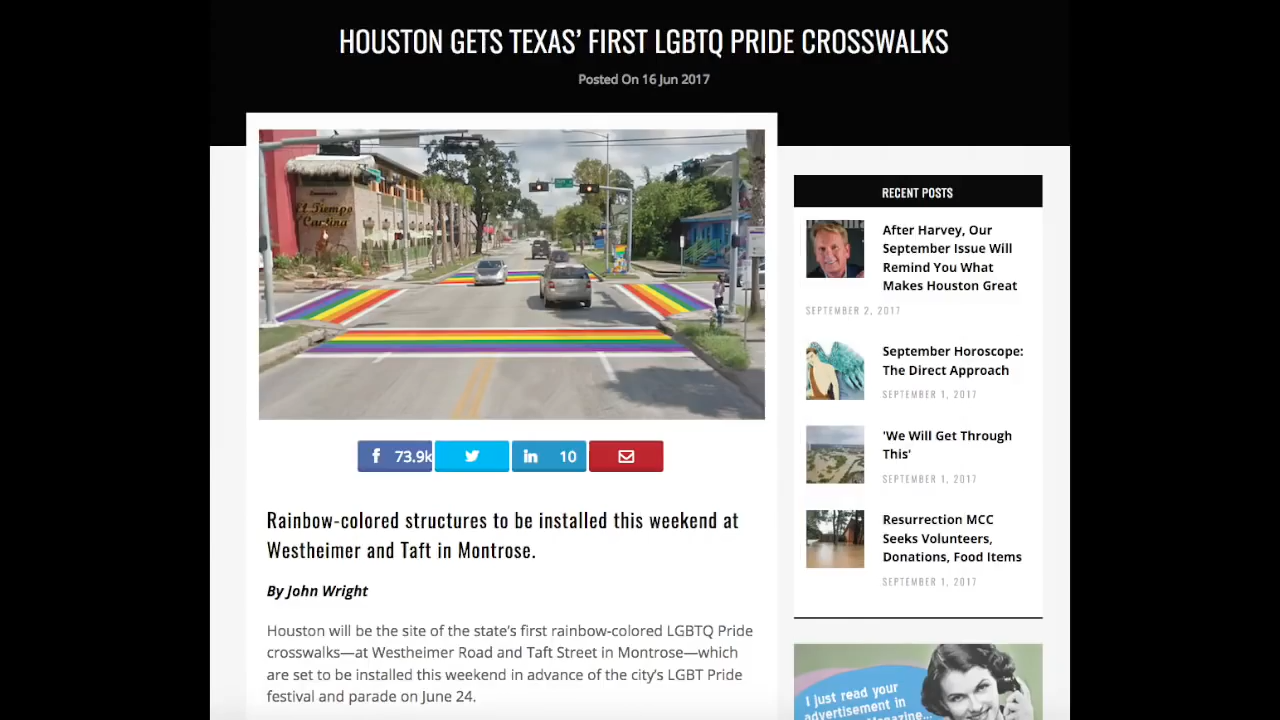 HOUSTON GETS TEXAS’ FIRST LGBTQ PRIDE CROSSWALKS
Posted On 16 Jun 2017
El Tiempo
Cantina
73.9k
10
Rainbow-colored structures to be installed this weekend at
Westheimer and Taft in Montrose.
By John Wright
Houston will be the site of the state’s first rainbow-colored LGBTQ Pride
crosswalks—at Westheimer Road and Taft Street in Montrose—which
are set to be installed this weekend in advance of the city’s LGBT Pride
festival and parade on June 24.
RECENT POSTS
After Harvey, Our
September Issue Will
Remind You What
Makes Houston Great
SEPTEMBER 2, 2017
September Horoscope:
The Direct Approach
SEPTEMBER 1, 2017
'We Will Get Through
This'
SEPTEMBER 1, 2017
Resurrection MCC
Seeks Volunteers,
Donations, Food Items
SEPTEMBER 1, 2017
I just read your
advertisement in
Magazine...